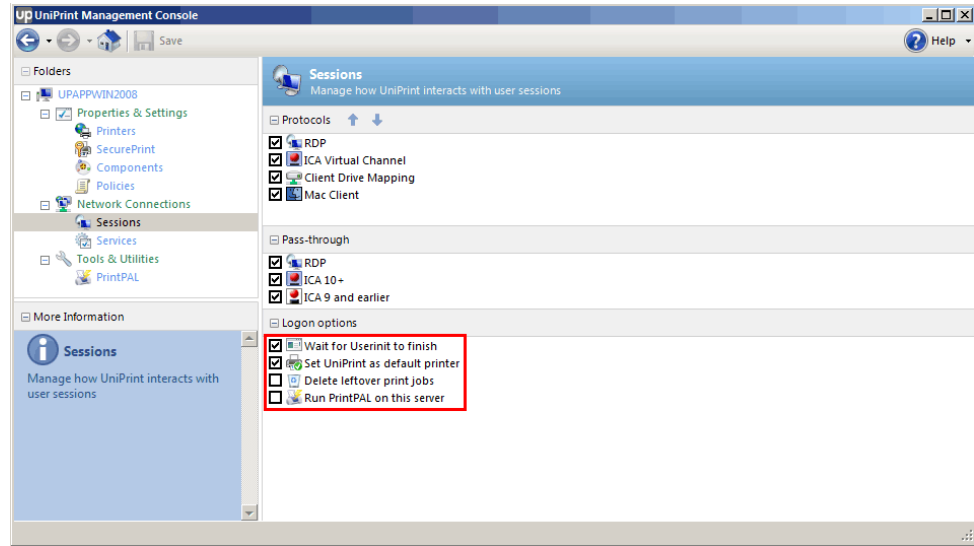 UP UniPrint Management Console
Save
Help
Folders
UPAPPWIN2008
Properties & Settings
Printers
SecurePrint
Components
Policies
Network Connections
Sessions
Services
Tools & Utilities
PrintPAL
More Information
Sessions
Manage how UniPrint interacts with
user sessions
Sessions
Manage how UniPrint interacts with user sessions
Protocols
RDP
ICA Virtual Channel
Client Drive Mapping
Mac Client
Pass-through
RDP
ICA 10+
ICA 9 and earlier
Logon options
Wait for Userinit to finish
Set UniPrint as default printer
Delete leftover print jobs
Run PrintPAL on this server